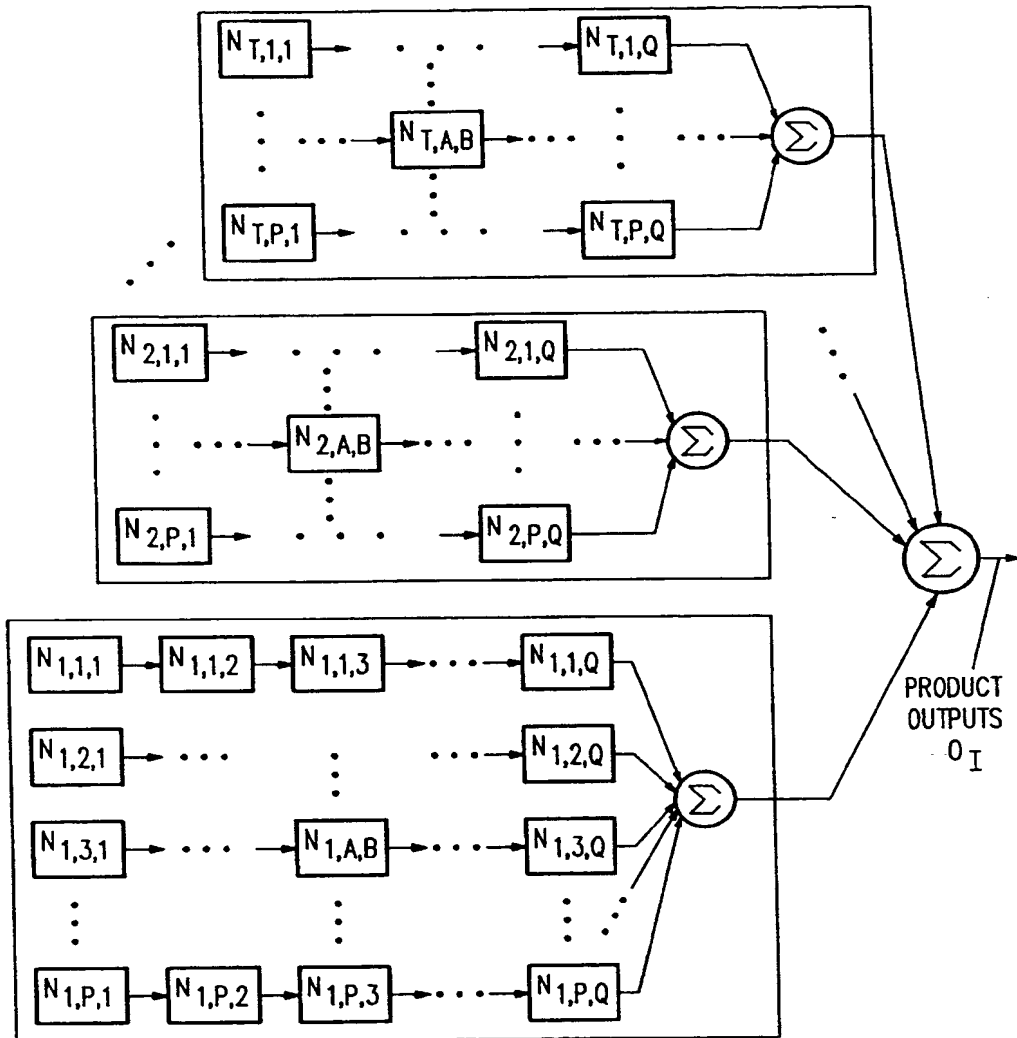 N T,1,1 N T,1,Q
N T,A,B Σ
N T,P,1 N T,P,Q
N 2,1,1 N 2,1,Q
N 2,A,B Σ
N 2,P,1 N 2,P,Q
Σ
N 1,1,1 N 1,1,2 N 1,1,3 N 1,1,Q
PRODUCT
OUTPUTS
O I
N 1,2,1 N 1,2,Q
Σ
N 1,3,1 N 1,A,B N 1,3,Q
N 1,P,1 N 1,P,2 N 1,P,3 N 1,P,Q